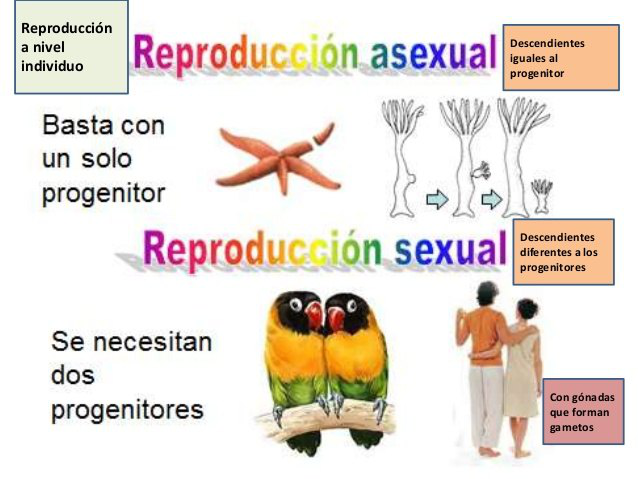 Reproducción
a nivel
individuo
Reproducción asexual
Descendientes
iguales al
progenitor
Basta con
un solo
progenitor
Reproducción sexual
Descendientes
diferentes a los
progenitores
Se necesitan
dos
progenitores
Con gónadas
que forman
gametos